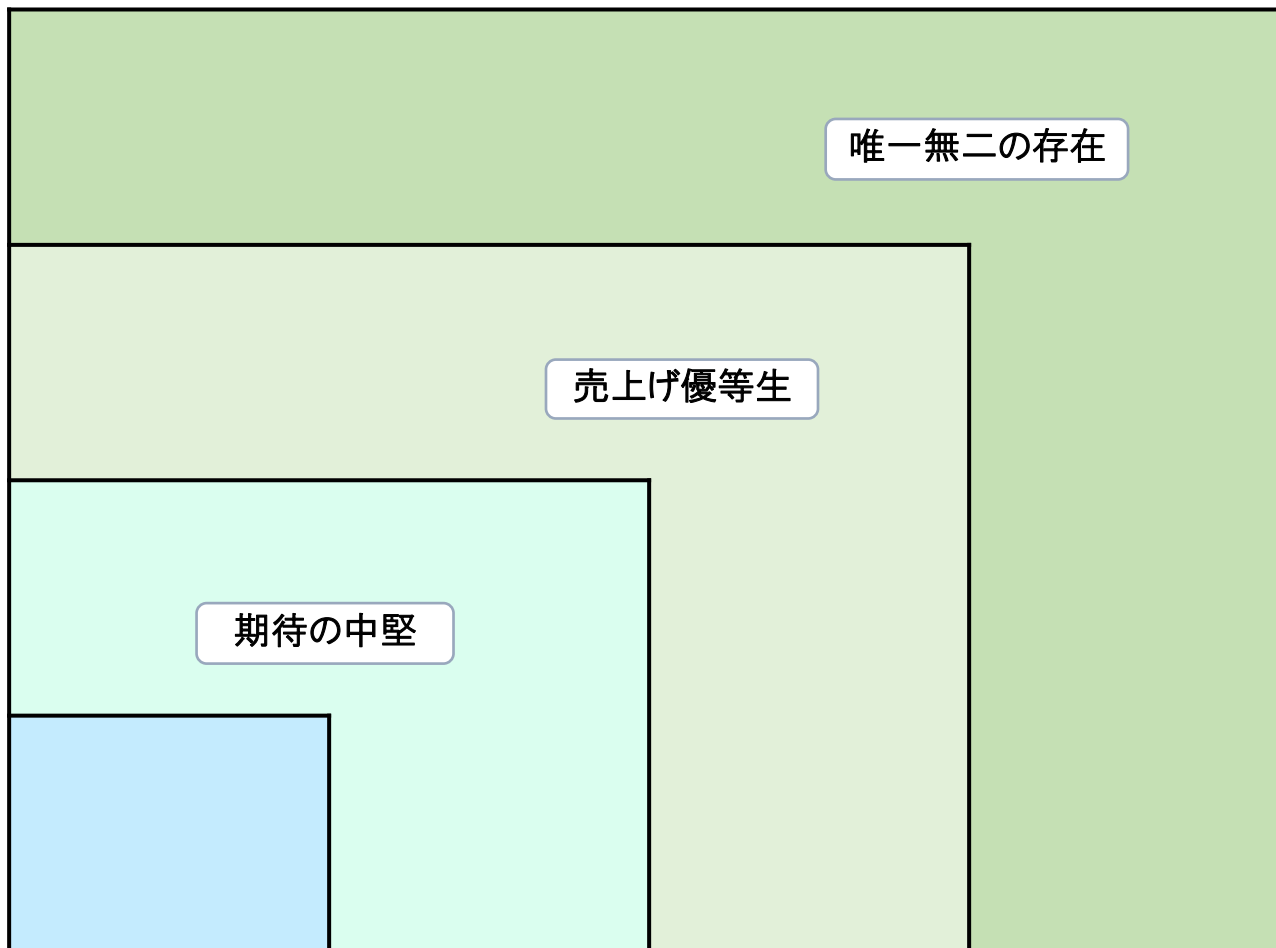 唯一無二の存在
売上げ優等生
期待の中堅